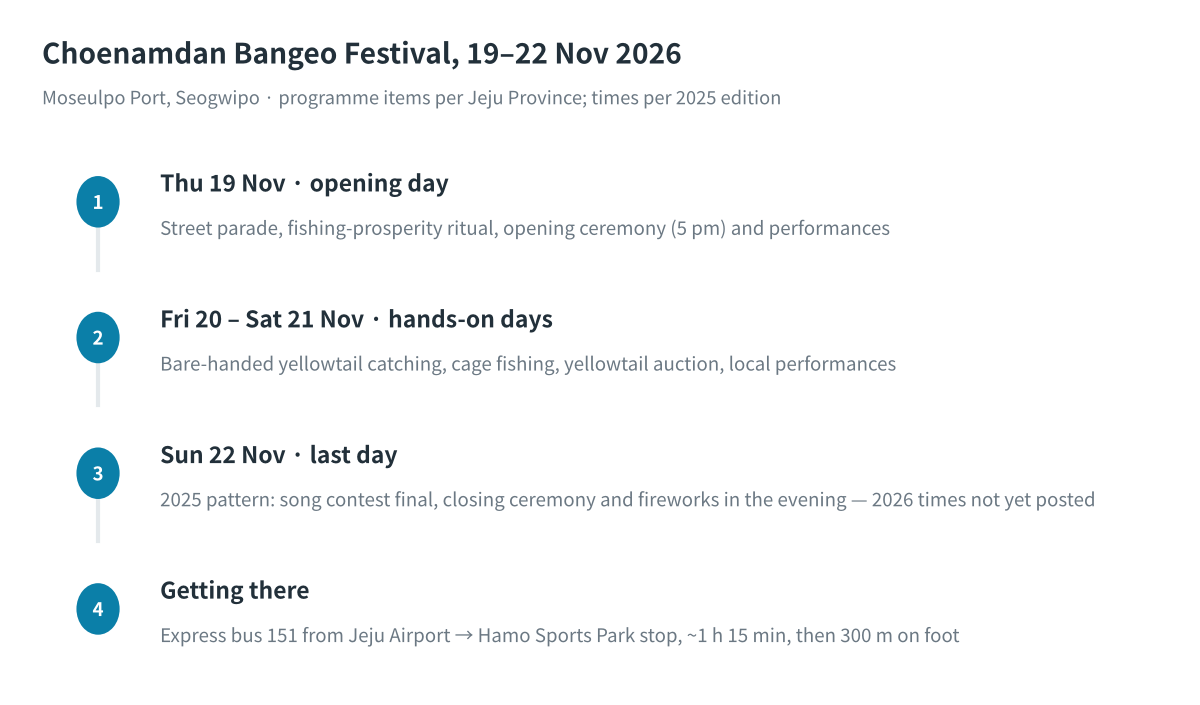 Choenamdan Bangeo Festival, 19–22 Nov 2026
Moseulpo Port, Seogwipo · programme items per Jeju Province; times per 2025 edition
1
Thu 19 Nov · opening day
Street parade, fishing-prosperity ritual, opening ceremony (5 pm) and performances
2
Fri 20 – Sat 21 Nov · hands-on days
Bare-handed yellowtail catching, cage fishing, yellowtail auction, local performances
3
Sun 22 Nov · last day
2025 pattern: song contest final, closing ceremony and fireworks in the evening — 2026 times not yet posted
4
Getting there
Express bus 151 from Jeju Airport → Hamo Sports Park stop, ~1 h 15 min, then 300 m on foot